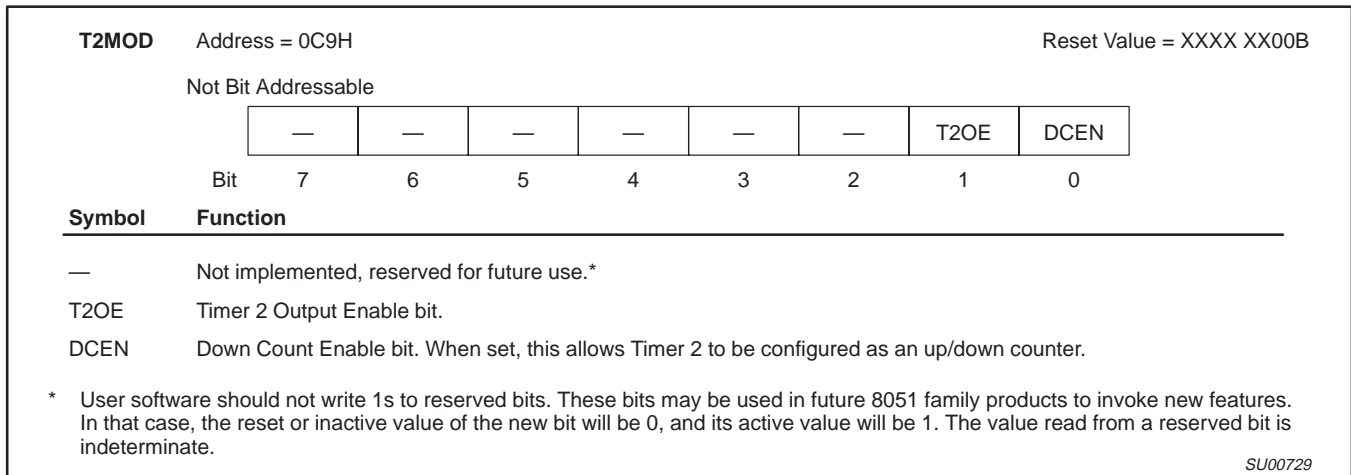 T2MOD Address = 0C9H Reset Value = XXXX XX00B
Not Bit Addressable
— — — — — — T2OE DCEN
Bit 7 6 5 4 3 2 1 0
Symbol Function
— Not implemented, reserved for future use.*
T2OE Timer 2 Output Enable bit.
DCEN Down Count Enable bit. When set, this allows Timer 2 to be configured as an up/down counter.
* User software should not write 1s to reserved bits. These bits may be used in future 8051 family products to invoke new features.
In that case, the reset or inactive value of the new bit will be 0, and its active value will be 1. The value read from a reserved bit is
indeterminate.
SU00729